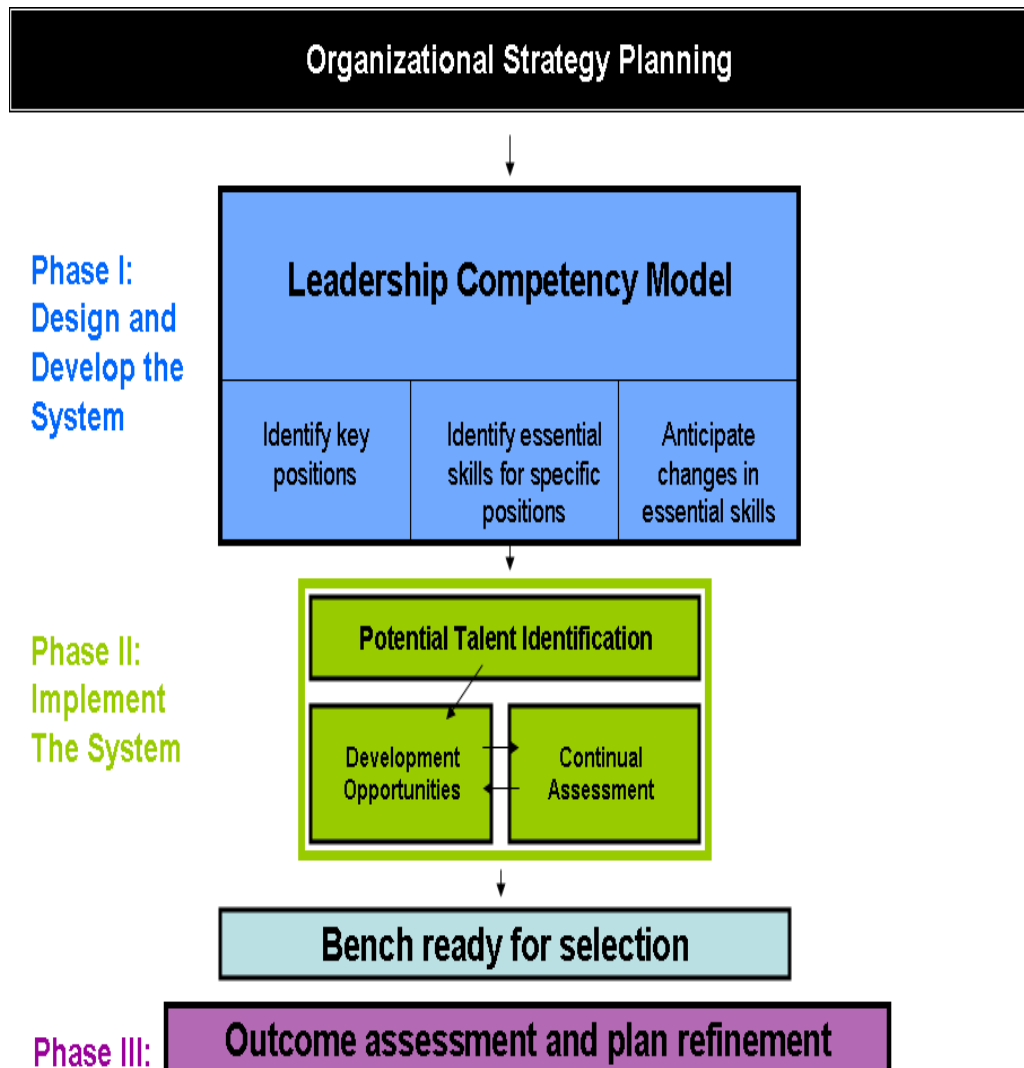 Organizational Strategy Planning
Phase I:
Design and
Develop the
System
Leadership Competency Model
Identify key
positions
Identify essential
skills for specific
positions
Anticipate
changes in
essential skills
Phase II:
Implement
The System
Potential Talent Identification
Development
Opportunities
Continual
Assessment
Bench ready for selection
Phase III:
Outcome assessment and plan refinement